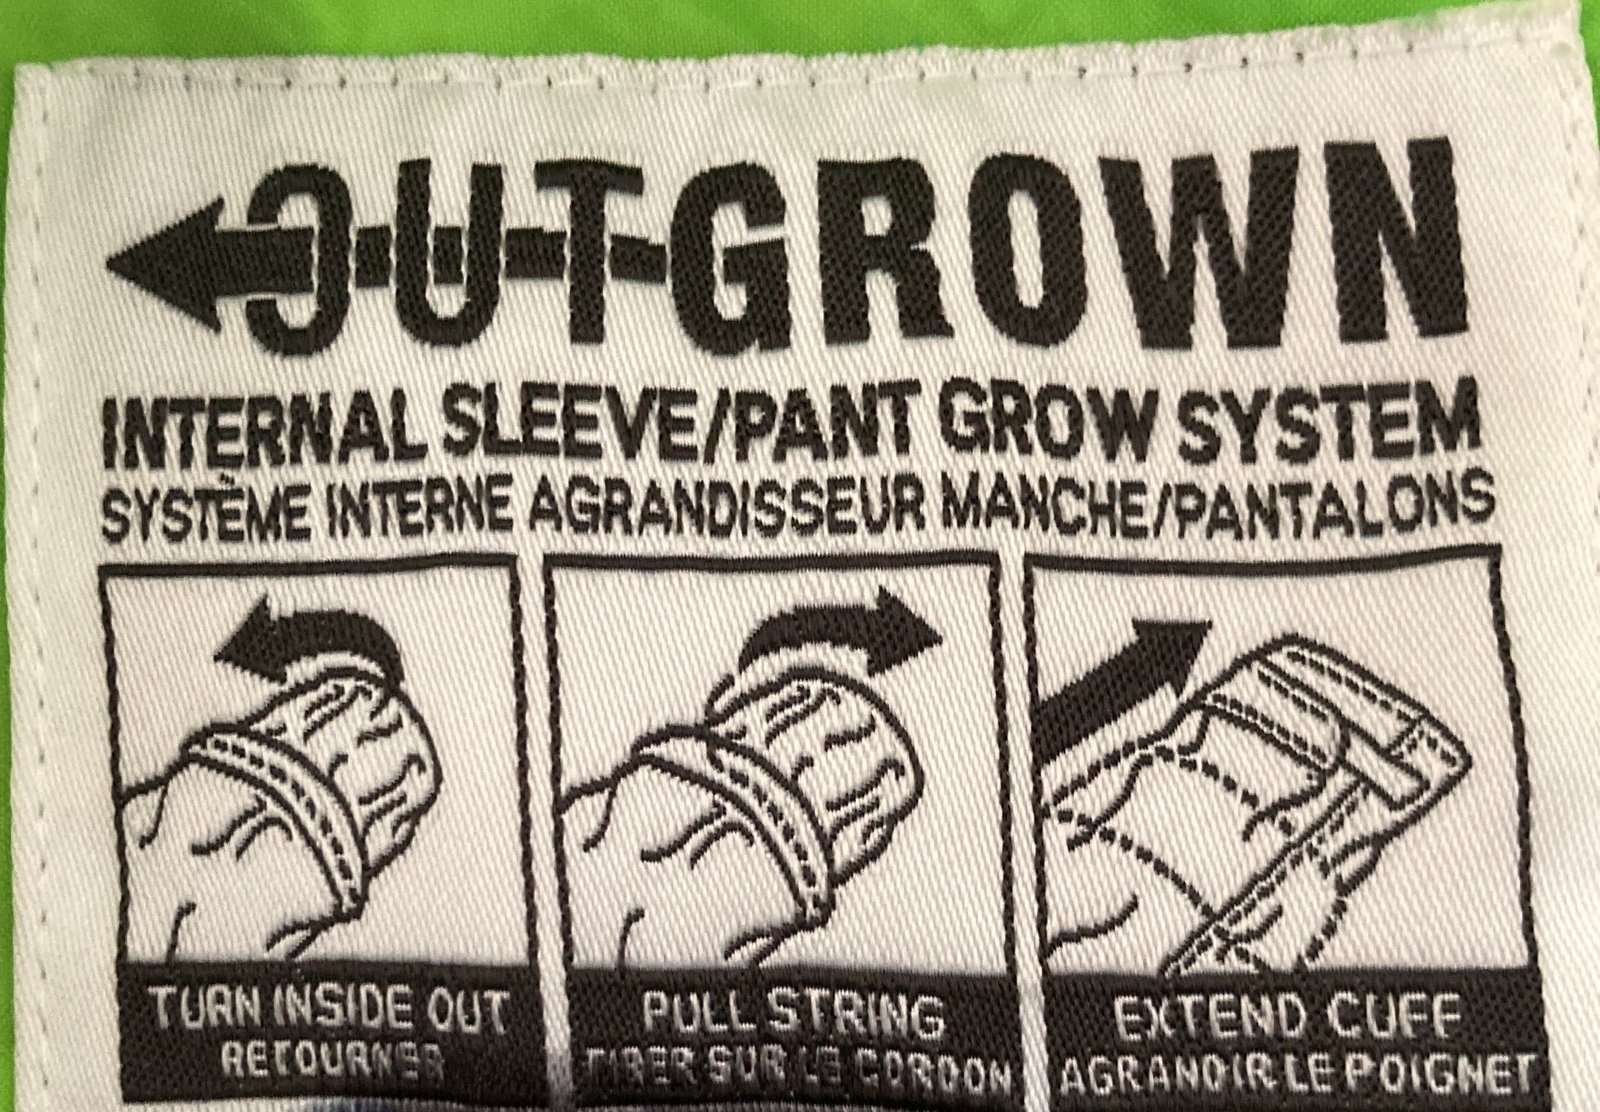 OUTGROWN
INTERNAL SLEEVE/PANT GROW SYSTEM
SYSTÈME INTERNE AGRANDISSEUR MANCHE/PANTALONS
TURN INSIDE OUT
RETOURNER
PULL STRING
TIRER SUR LE CORDON
EXTEND CUFF
AGRANDIR LE POIGNET